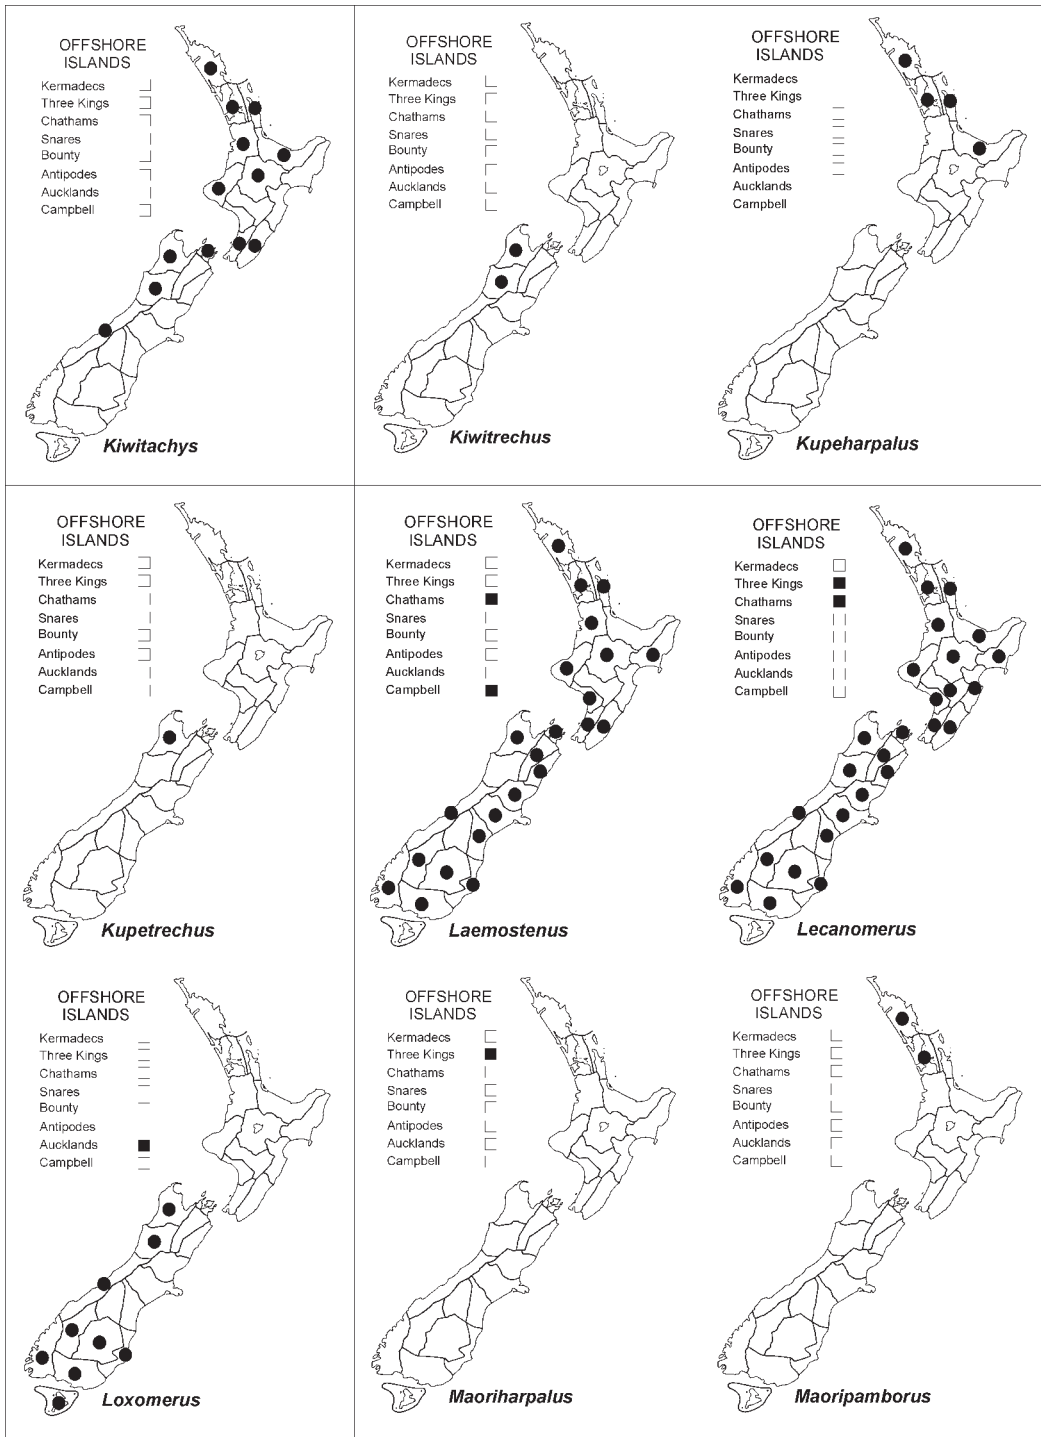 OFFSHORE
ISLANDS
Kermadecs
Three Kings
Chathams
Snares
Bounty
Antipodes
Aucklands
Campbell
Kiwitachys
OFFSHORE
ISLANDS
Kermadecs
Three Kings
Chathams
Snares
Bounty
Antipodes
Aucklands
Campbell
Kiwitrechus
OFFSHORE
ISLANDS
Kermadecs
Three Kings
Chathams
Snares
Bounty
Antipodes
Aucklands
Campbell
Kupeharpalus
OFFSHORE
ISLANDS
Kermadecs
Three Kings
Chathams
Snares
Bounty
Antipodes
Aucklands
Campbell
Kupetrechus
OFFSHORE
ISLANDS
Kermadecs
Three Kings
Chathams
Snares
Bounty
Antipodes
Aucklands
Campbell
Laemostenus
OFFSHORE
ISLANDS
Kermadecs
Three Kings
Chathams
Snares
Bounty
Antipodes
Aucklands
Campbell
Lecanomerus
OFFSHORE
ISLANDS
Kermadecs
Three Kings
Chathams
Snares
Bounty
Antipodes
Aucklands
Campbell
Loxomerus
OFFSHORE
ISLANDS
Kermadecs
Three Kings
Chathams
Snares
Bounty
Antipodes
Aucklands
Campbell
Maoriharpalus
OFFSHORE
ISLANDS
Kermadecs
Three Kings
Chathams
Snares
Bounty
Antipodes
Aucklands
Campbell
Maoripamborus